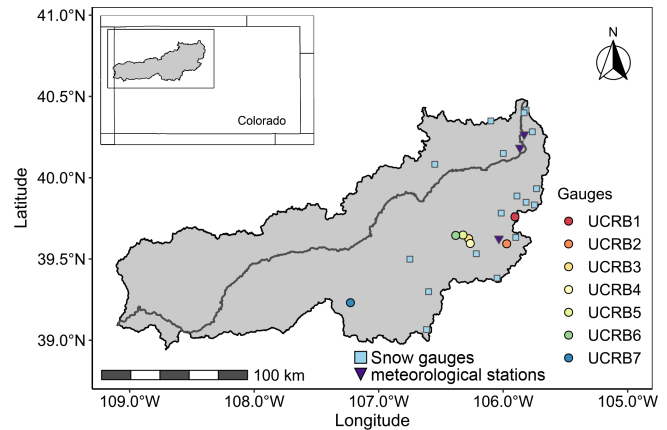 41.0°N
40.5°N
40.0°N
39.5°N
39.0°N
Latitude
Colorado
N
Gauges
UCRB1
UCRB2
UCRB3
UCRB4
UCRB5
UCRB6
UCRB7
Snow gauges
meteorological stations
100 km
109.0°W 108.0°W 107.0°W 106.0°W 105.0°W
Longitude